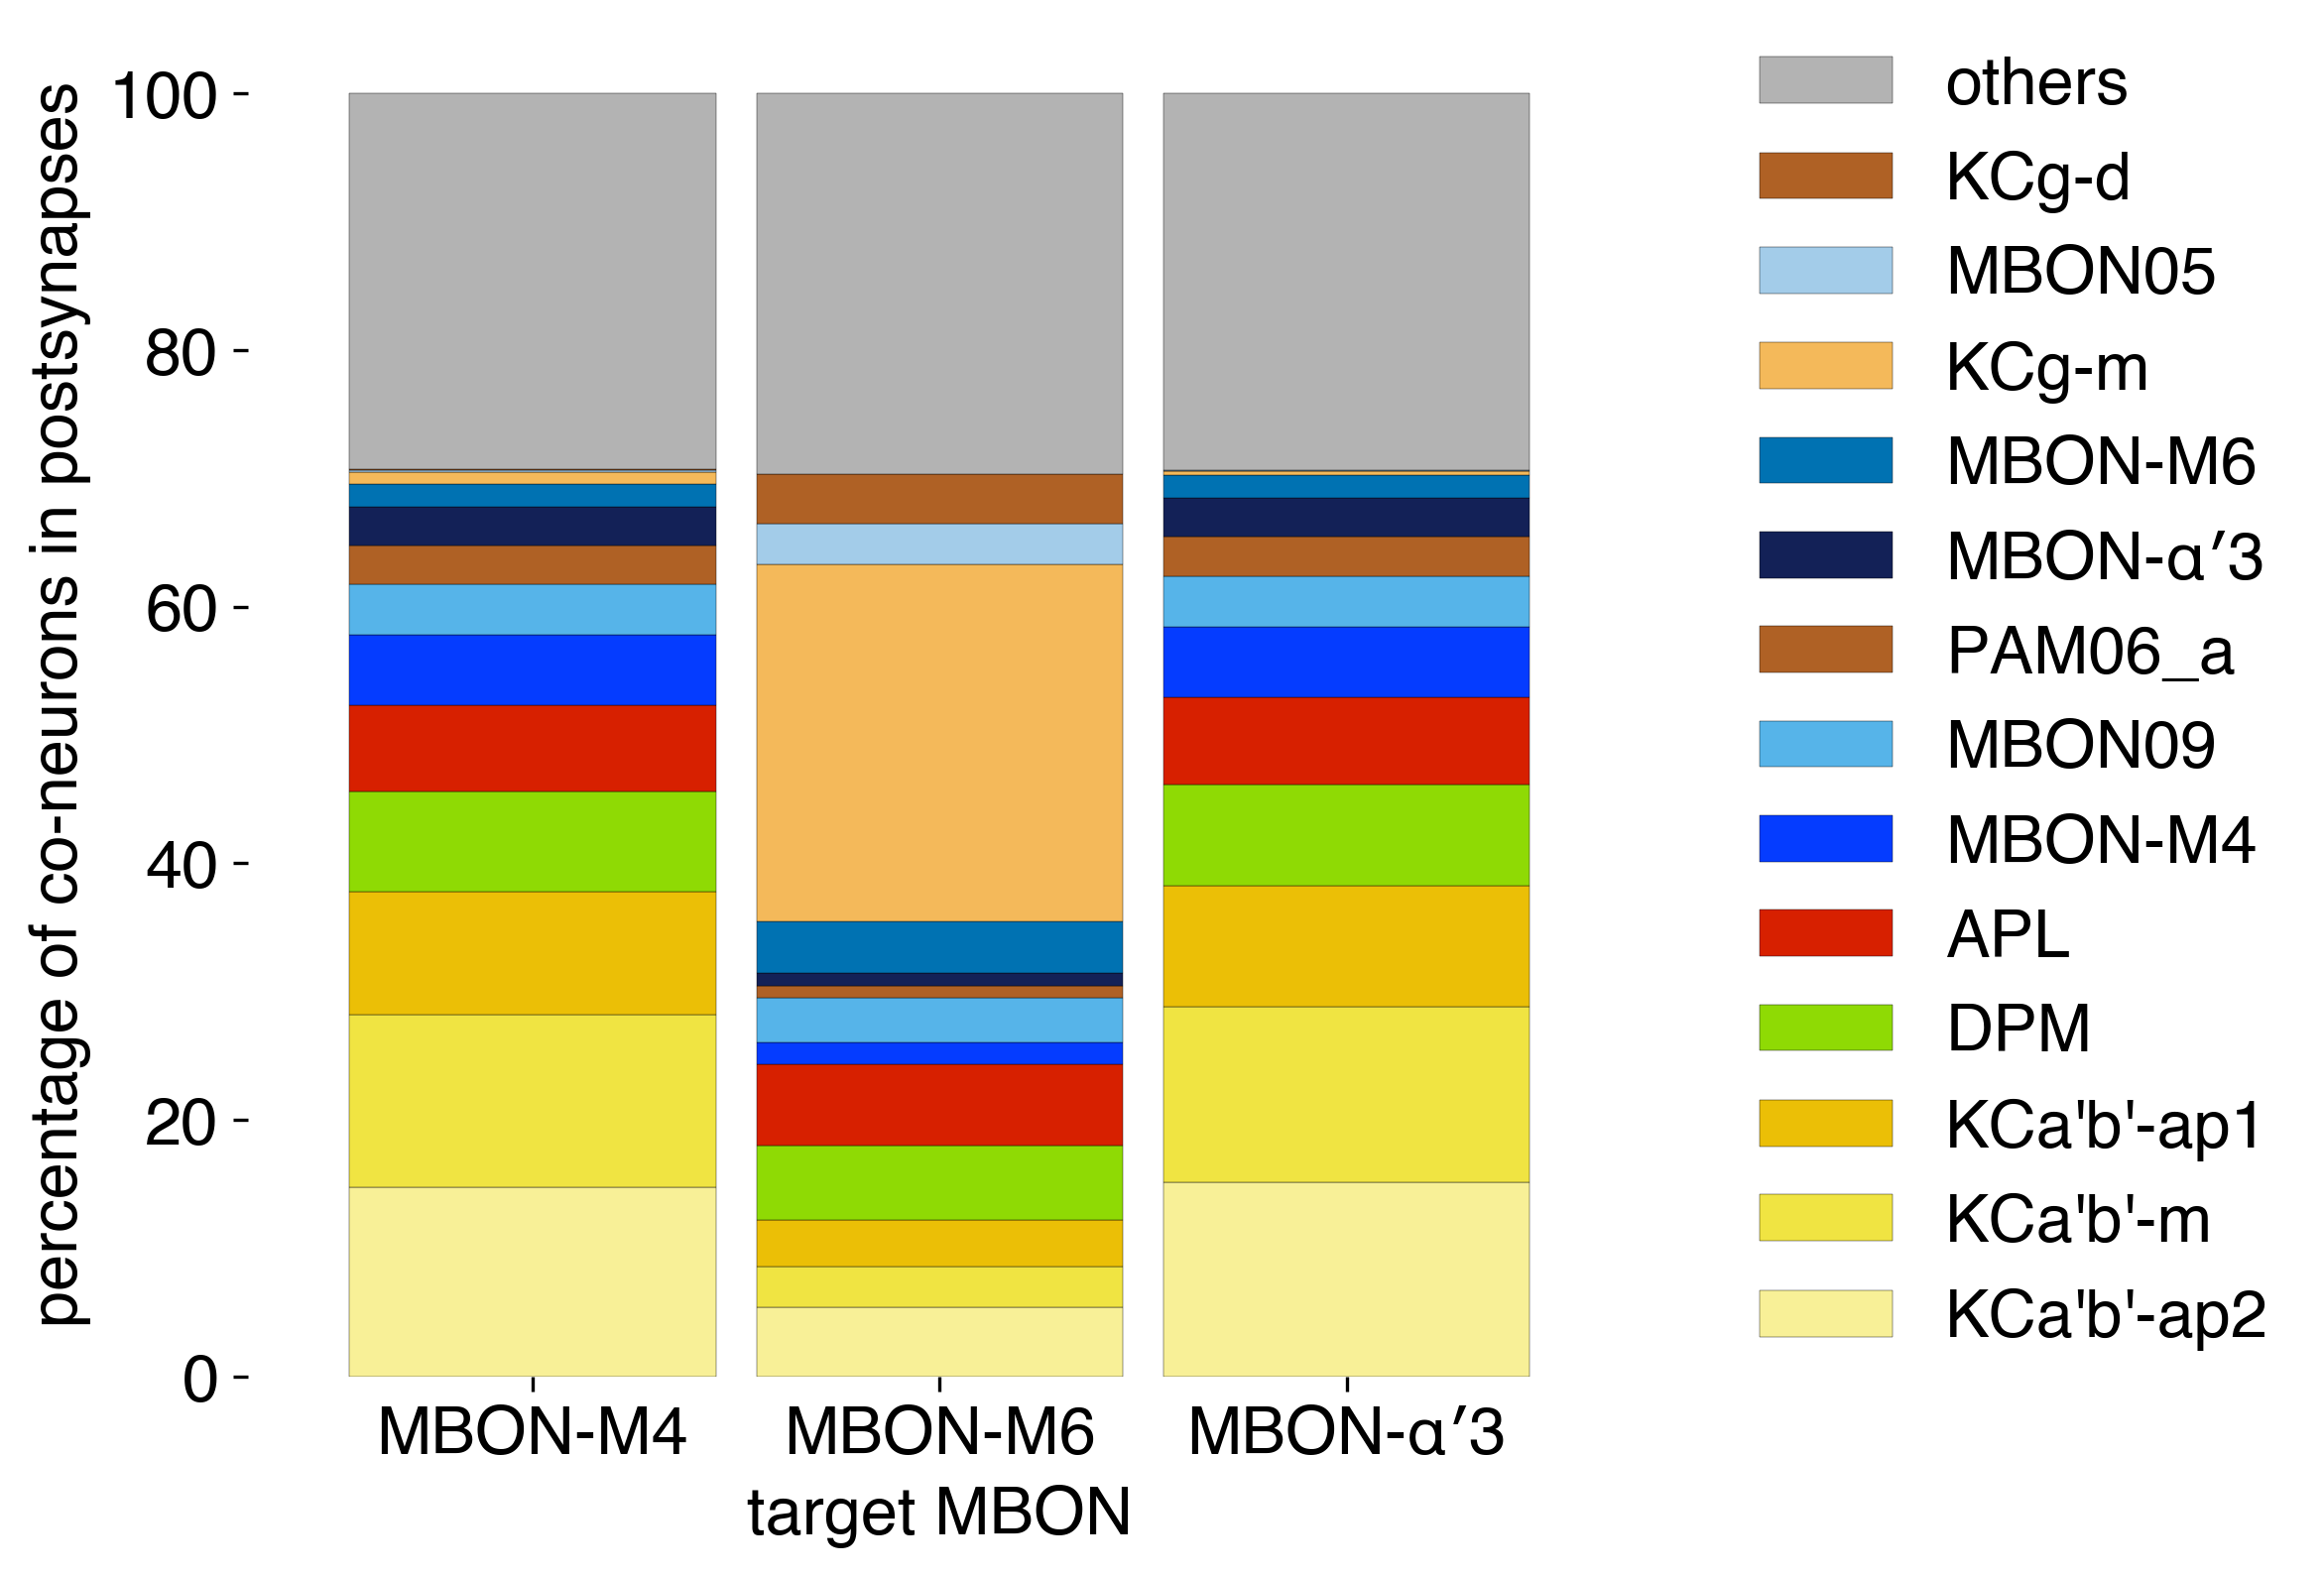 percentage of co-neurons in postsynapses
100
80
60
40
20
0
MBON-M4
MBON-M6
MBON-α′3
target MBON
others
KCg-d
MBON05
KCg-m
MBON-M6
MBON-α′3
PAM06_a
MBON09
MBON-M4
APL
DPM
KCa'b'-ap1
KCa'b'-m
KCa'b'-ap2